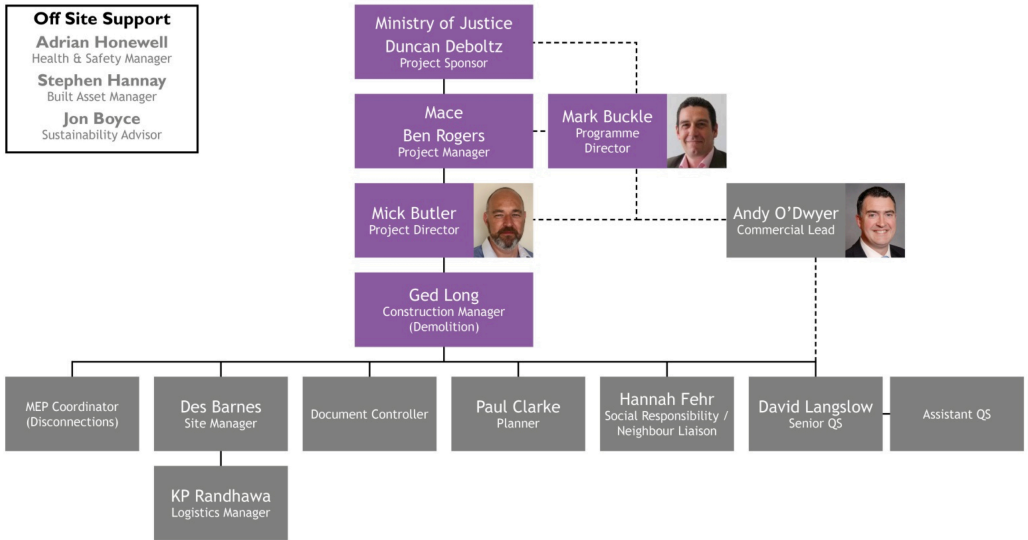 Off Site Support
Adrian Honewell
Health & Safety Manager
Stephen Hannay
Built Asset Manager
Jon Boyce
Sustainability Advisor
Ministry of Justice
Duncan Deboltz
Project Sponsor
Mace
Ben Rogers
Project Manager
Mark Buckle
Programme
Director
Mick Butler
Project Director
Andy O’Dwyer
Commercial Lead
Ged Long
Construction Manager
(Demolition)
MEP Coordinator
(Disconnections)
Des Barnes
Site Manager
Document Controller
Paul Clarke
Planner
Hannah Fehr
Social Responsibility /
Neighbour Liaison
David Langslow
Senior QS
Assistant QS
KP Randhawa
Logistics Manager